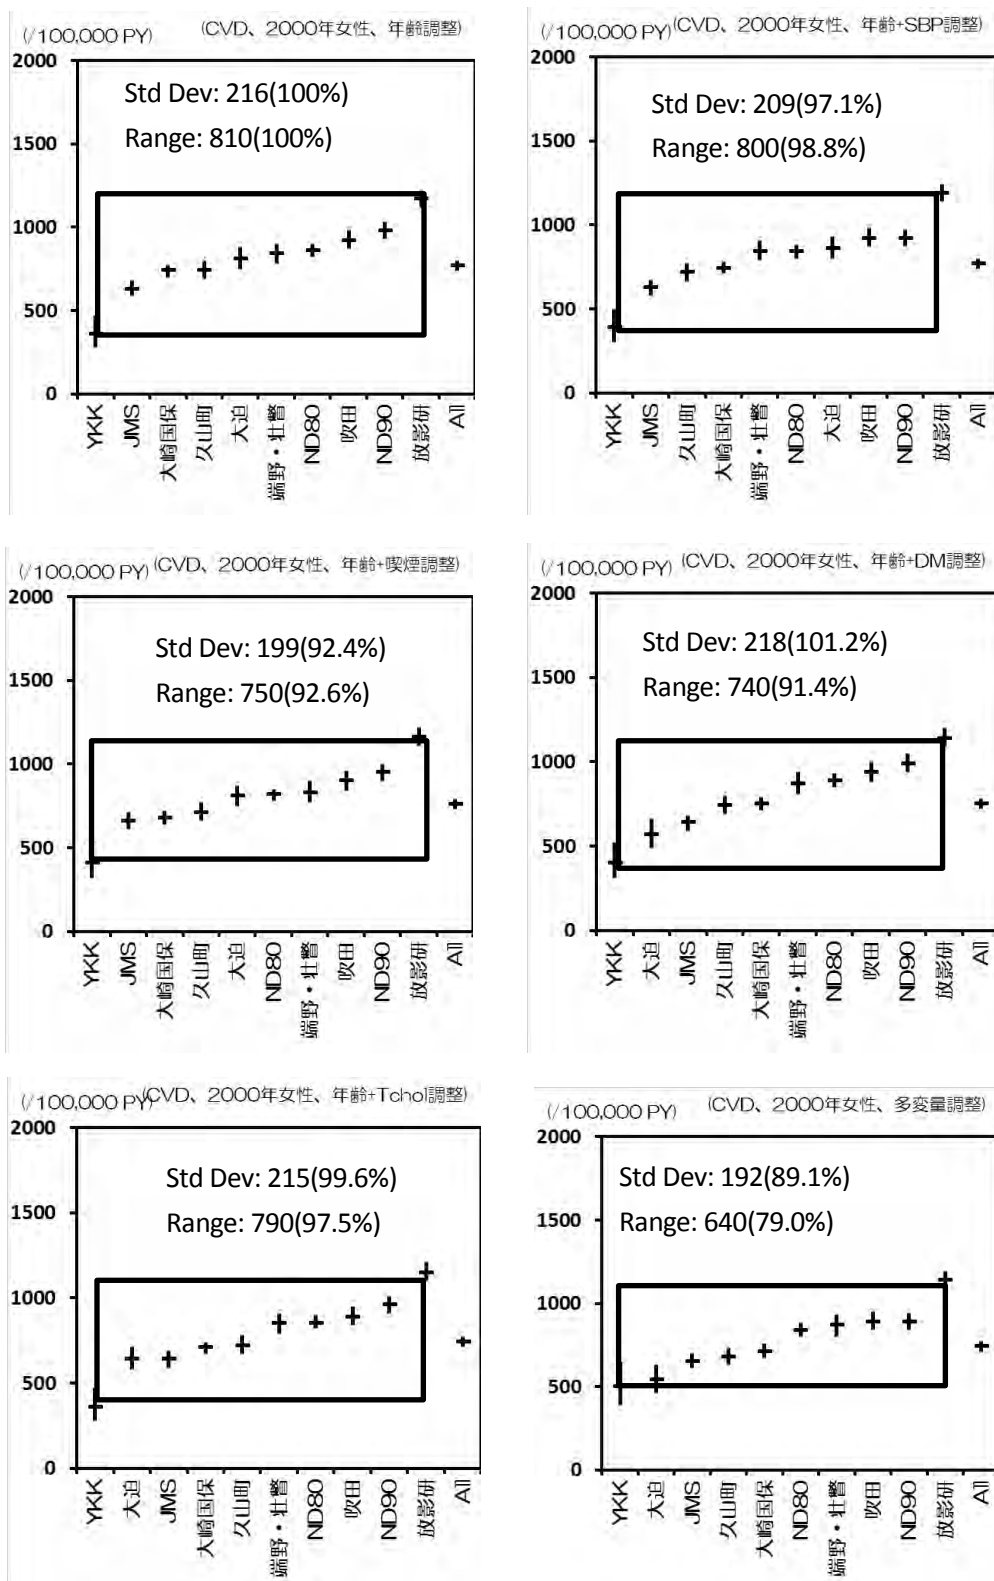 (/100,000 PY) (CVD、2000年女性、年齢調整)
2000
1500
1000
500
0
Std Dev: 216(100%)
Range: 810(100%)
YKK
JMS
大崎国保
久山町
大迫
端野・壮瞥
ND80
吹田
ND90
放影研
All
(/100,000 PY) (CVD、2000年女性、年齢+SBP調整)
2000
1500
1000
500
0
Std Dev: 209(97.1%)
Range: 800(98.8%)
YKK
JMS
久山町
大崎国保
端野・壮瞥
ND80
大迫
吹田
ND90
放影研
All
(/100,000 PY) (CVD、2000年女性、年齢+喫煙調整)
2000
1500
1000
500
0
Std Dev: 199(92.4%)
Range: 750(92.6%)
YKK
JMS
大崎国保
久山町
大迫
ND80
端野・壮瞥
吹田
ND90
放影研
All
(/100,000 PY) (CVD、2000年女性、年齢+DM調整)
2000
1500
1000
500
0
Std Dev: 218(101.2%)
Range: 740(91.4%)
YKK
大迫
JMS
久山町
大崎国保
端野・壮瞥
ND80
吹田
ND90
放影研
All
(/100,000 PY) (CVD、2000年女性、年齢+Tchol調整)
2000
1500
1000
500
0
Std Dev: 215(99.6%)
Range: 790(97.5%)
YKK
大迫
JMS
大崎国保
久山町
端野・壮瞥
ND80
吹田
ND90
放影研
All
(/100,000 PY) (CVD、2000年女性、多変量調整)
2000
1500
1000
500
0
Std Dev: 192(89.1%)
Range: 640(79.0%)
YKK
大迫
JMS
久山町
大崎国保
ND80
端野・壮瞥
吹田
ND90
放影研
All